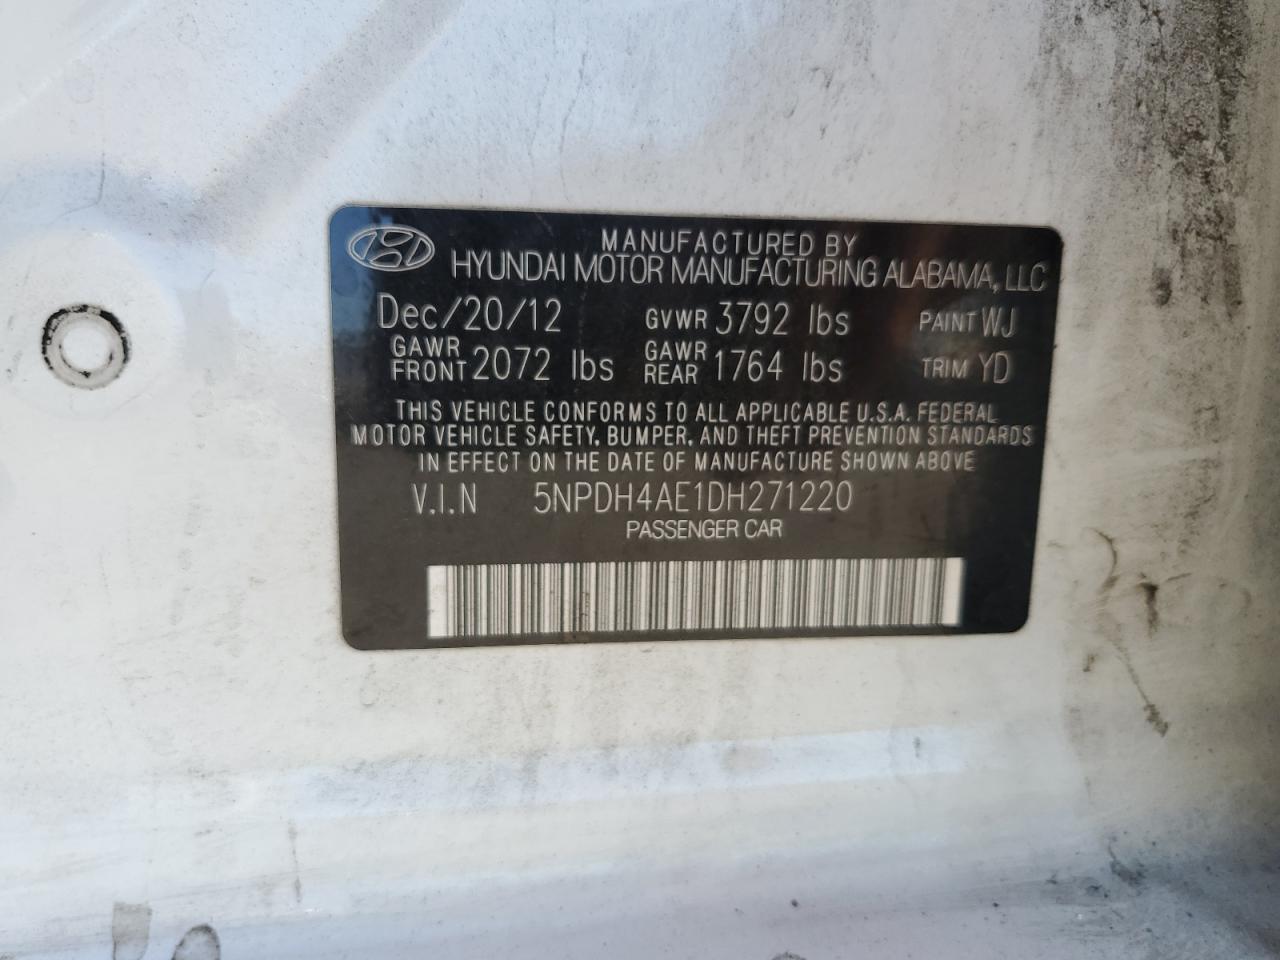 MANUFACTURED BY
HYUNDAI MOTOR MANUFACTURING ALABAMA, LLC
Dec/20/12 GVWR 3792 lbs PAINT WJ
GAWR FRONT 2072 lbs GAWR REAR 1764 lbs TRIM YD
THIS VEHICLE CONFORMS TO ALL APPLICABLE U.S.A. FEDERAL
MOTOR VEHICLE SAFETY, BUMPER, AND THEFT PREVENTION STANDARDS
IN EFFECT ON THE DATE OF MANUFACTURE SHOWN ABOVE
V.I.N 5NPDH4AE1DH271220
PASSENGER CAR